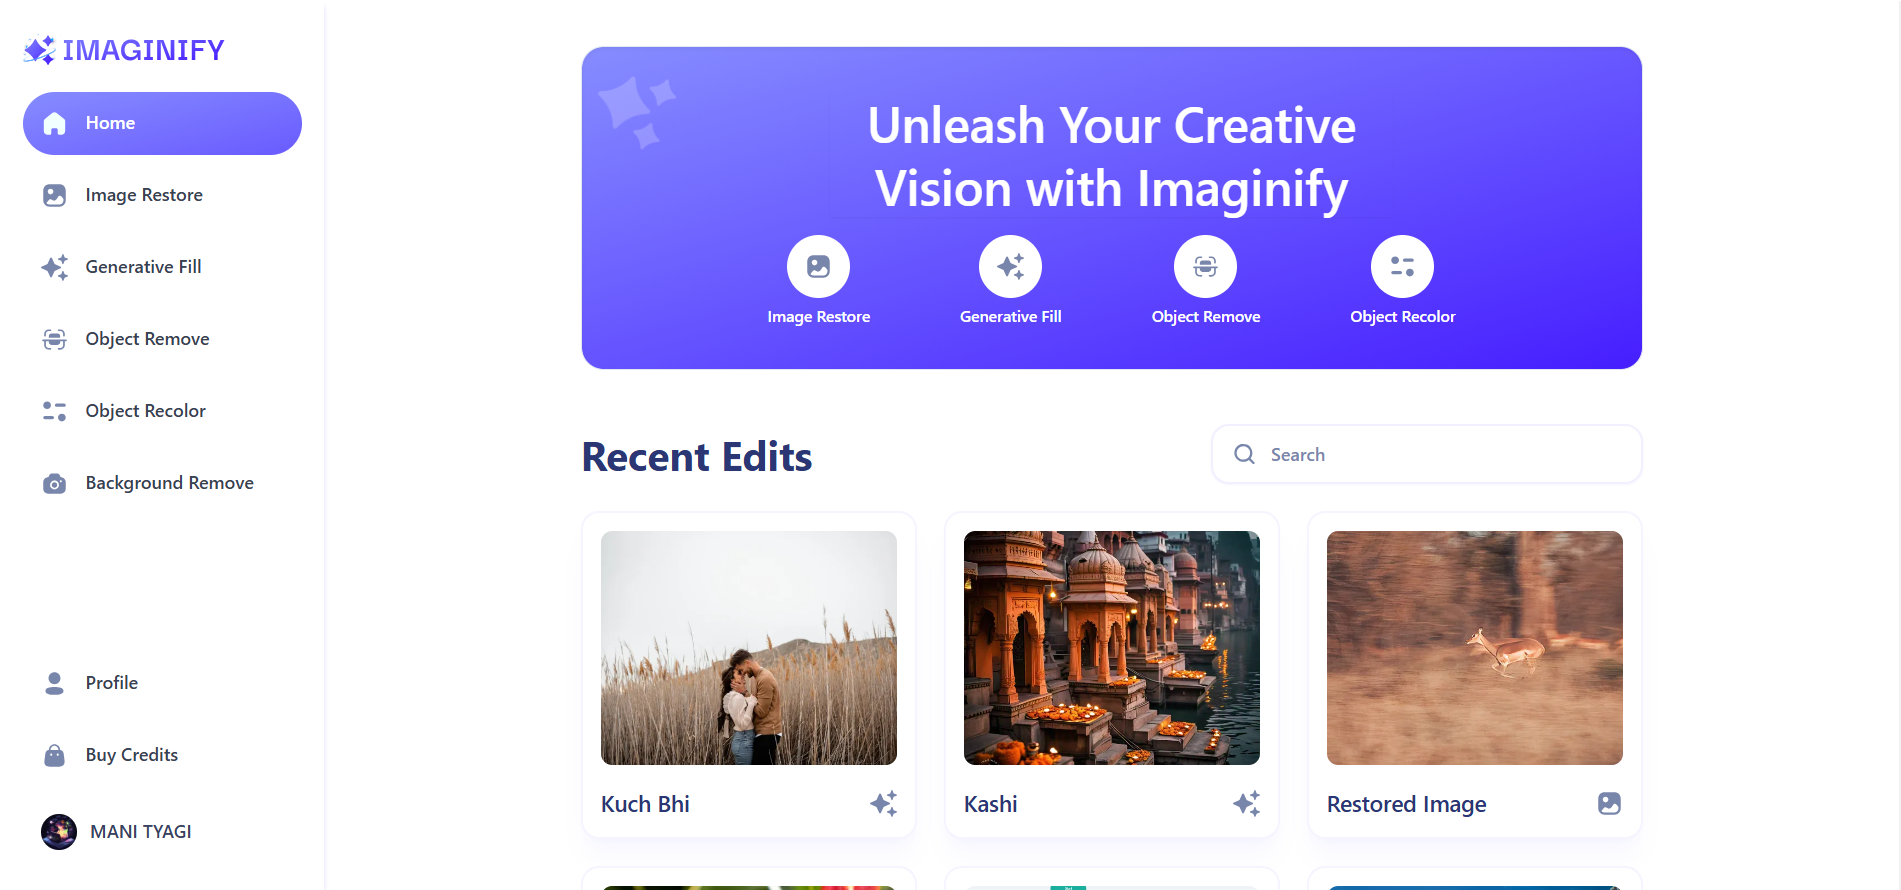 IMAGINIFY
Home
Image Restore
Generative Fill
Object Remove
Object Recolor
Background Remove
Profile
Buy Credits
MANI TYAGI
Unleash Your Creative
Vision with Imaginify
Image Restore
Generative Fill
Object Remove
Object Recolor
Recent Edits
Search
Kuch Bhi
Kashi
Restored Image